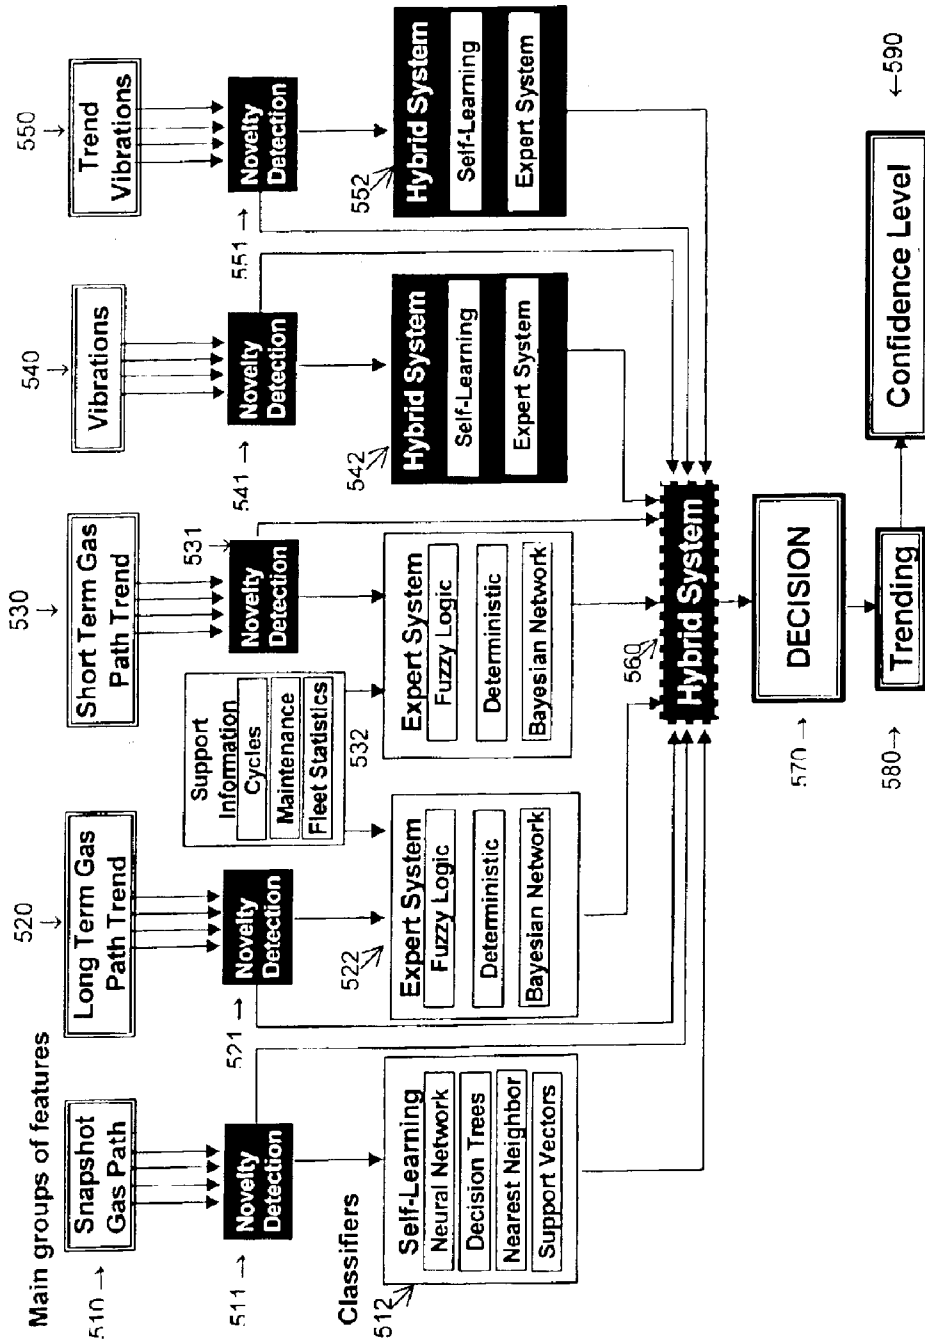 Main groups of features
510 →
Snapshot
Gas Path
520
↓
Long Term Gas
Path Trend
530
↓
Short Term Gas
Path Trend
540
↓
Vibrations
550
↓
Trend
Vibrations
511 →
Novelty
Detection
521 →
Novelty
Detection
Support
Information
Cycles
Maintenance
Fleet Statistics
531
Novelty
Detection
541 →
Novelty
Detection
551 →
Novelty
Detection
Classifiers
512
Self-Learning
Neural Network
Decision Trees
Nearest Neighbor
Support Vectors
522
Expert System
Fuzzy Logic
Deterministic
Bayesian Network
532
Expert System
Fuzzy Logic
Deterministic
Bayesian Network
542
Hybrid System
Self-Learning
Expert System
552
Hybrid System
Self-Learning
Expert System
560
Hybrid System
570 →
DECISION
580→
Trending
Confidence Level
←590